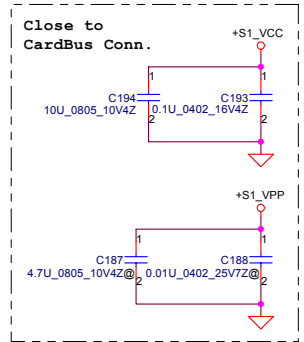 Close to
CardBus Conn.
+S1_VCC
1 1
C194 C193
10U_0805_10V4Z 0.1U_0402_16V4Z
2 2
+S1_VPP
1 1
C187 C188
4.7U_0805_10V4Z@ 0.01U_0402_25V7Z@
2 2